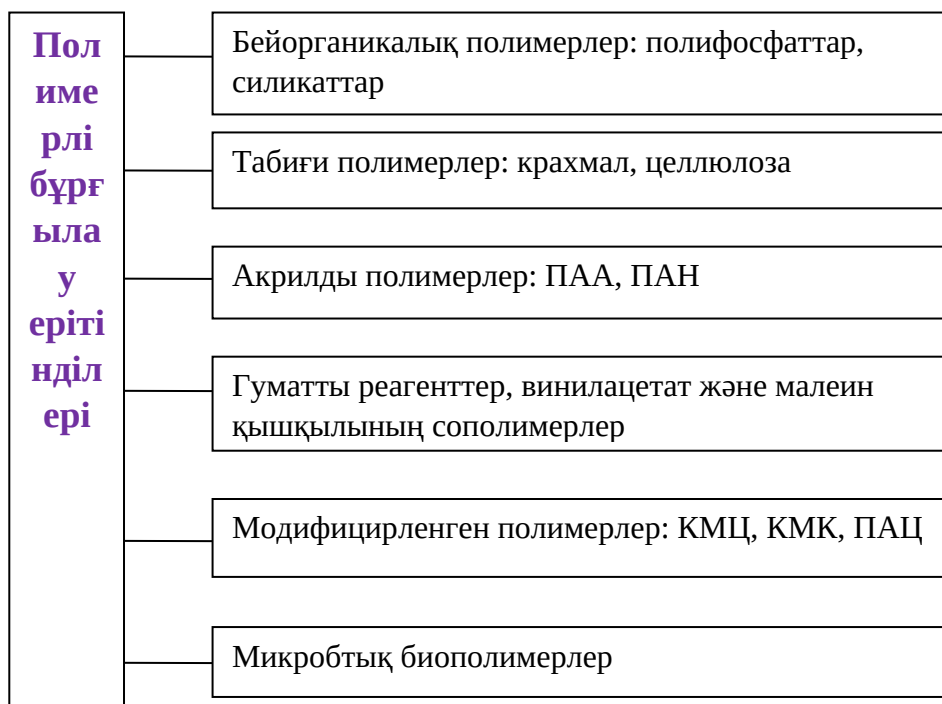 Пол
име
рлі
бұрғ
ыла
у
еріті
нділ
ері
Бейорганикалық полимерлер: полифосфаттар,
силикаттар
Табиғи полимерлер: крахмал, целлюлоза
Акрилды полимерлер: ПАА, ПАН
Гуматты реагенттер, винилацетат және малеин
қышқылының сополимерлер
Модифицирленген полимерлер: КМЦ, КМК, ПАЦ
Микробтық биополимерлер